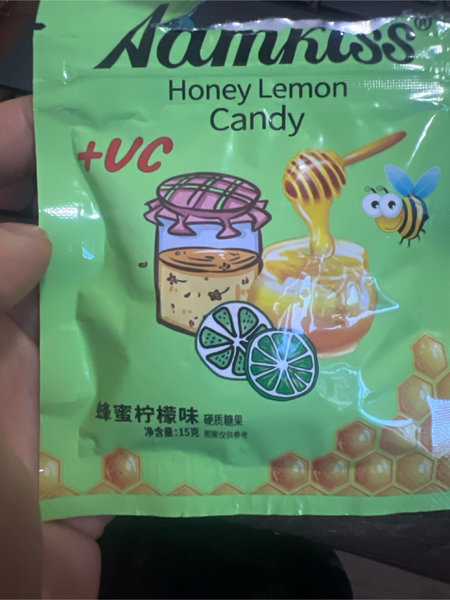 Aamkiss®
Honey Lemon
Candy
+VC
蜂蜜柠檬味 硬质糖果
净含量:15克 图案仅供参考